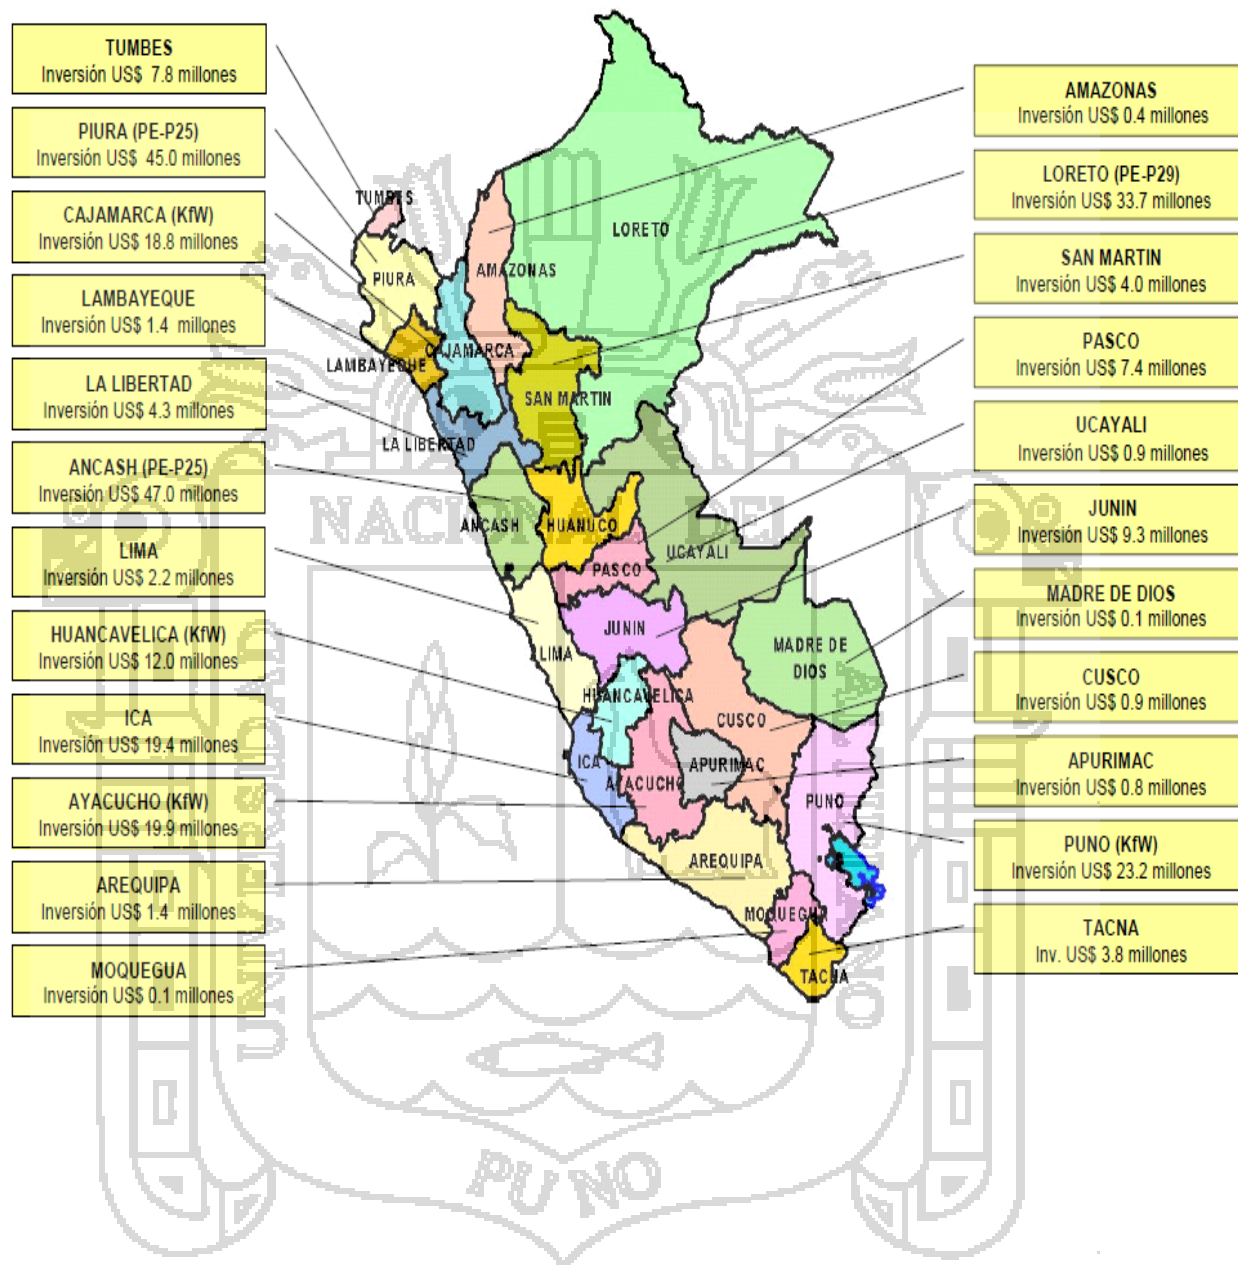 TUMBES
Inversión US$ 7.8 millones
PIURA (PE-P25)
Inversión US$ 45.0 millones
CAJAMARCA (KfW)
Inversión US$ 18.8 millones
LAMBAYEQUE
Inversión US$ 1.4 millones
LA LIBERTAD
Inversión US$ 4.3 millones
ANCASH (PE-P25)
Inversión US$ 47.0 millones
LIMA
Inversión US$ 2.2 millones
HUANCAVELICA (KfW)
Inversión US$ 12.0 millones
ICA
Inversión US$ 19.4 millones
AYACUCHO (KfW)
Inversión US$ 19.9 millones
AREQUIPA
Inversión US$ 1.4 millones
MOQUEGUA
Inversión US$ 0.1 millones
TUMBES
PIURA
LORETO
AMAZONAS
CAJAMARCA
LAMBAYEQUE
SAN MARTIN
LA LIBERTAD
ANCASH
HUANUCO
UCAYALI
PASCO
JUNIN
LIMA
MADRE DE
DIOS
HUANCAVELICA
CUSCO
ICA
APURIMAC
AYACUCHO
PUNO
AREQUIPA
MOQUEGUA
TACNA
AMAZONAS
Inversión US$ 0.4 millones
LORETO (PE-P29)
Inversión US$ 33.7 millones
SAN MARTIN
Inversión US$ 4.0 millones
PASCO
Inversión US$ 7.4 millones
UCAYALI
Inversión US$ 0.9 millones
JUNIN
Inversión US$ 9.3 millones
MADRE DE DIOS
Inversión US$ 0.1 millones
CUSCO
Inversión US$ 0.9 millones
APURIMAC
Inversión US$ 0.8 millones
PUNO (KfW)
Inversión US$ 23.2 millones
TACNA
Inv. US$ 3.8 millones
NACIONAL DEL
PUNO